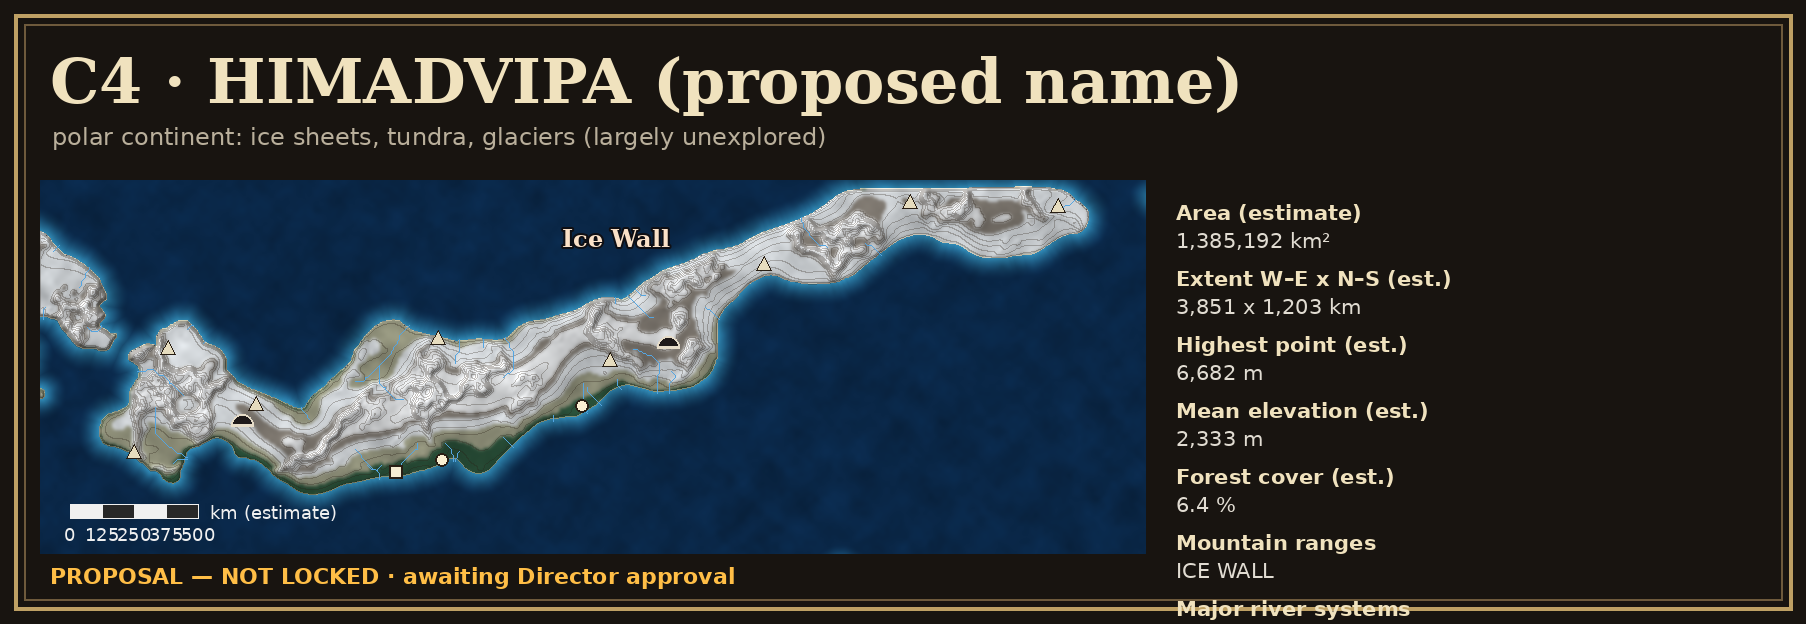 C4 · HIMADVIPA (proposed name)
polar continent: ice sheets, tundra, glaciers (largely unexplored)
Ice Wall
km (estimate)
0 125250375500
PROPOSAL — NOT LOCKED · awaiting Director approval
Area (estimate)
1,385,192 km²
Extent W–E x N–S (est.)
3,851 x 1,203 km
Highest point (est.)
6,682 m
Mean elevation (est.)
2,333 m
Forest cover (est.)
6.4 %
Mountain ranges
ICE WALL
Major river systems